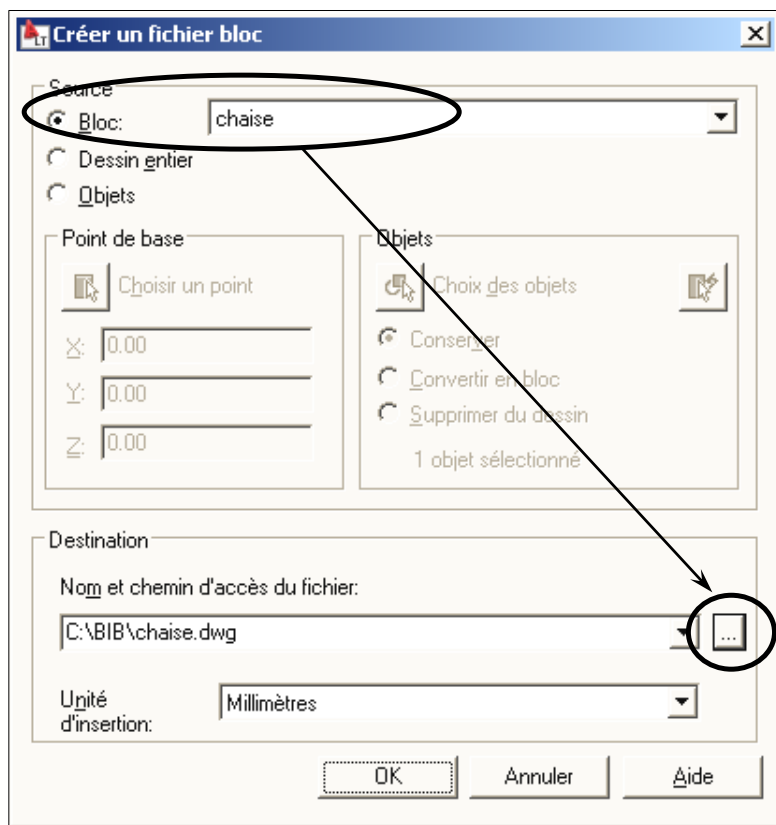 LT Créer un fichier bloc
Source
Bloc: chaise
Dessin entier
Objets
Point de base
Choisir un point
X: 0.00
Y: 0.00
Z: 0.00
Objets
Choix des objets
Conserver
Convertir en bloc
Supprimer du dessin
1 objet sélectionné
Destination
Nom et chemin d'accès du fichier:
C:\BIB\chaise.dwg ...
Unité
d'insertion:
Millimètres
OK Annuler Aide